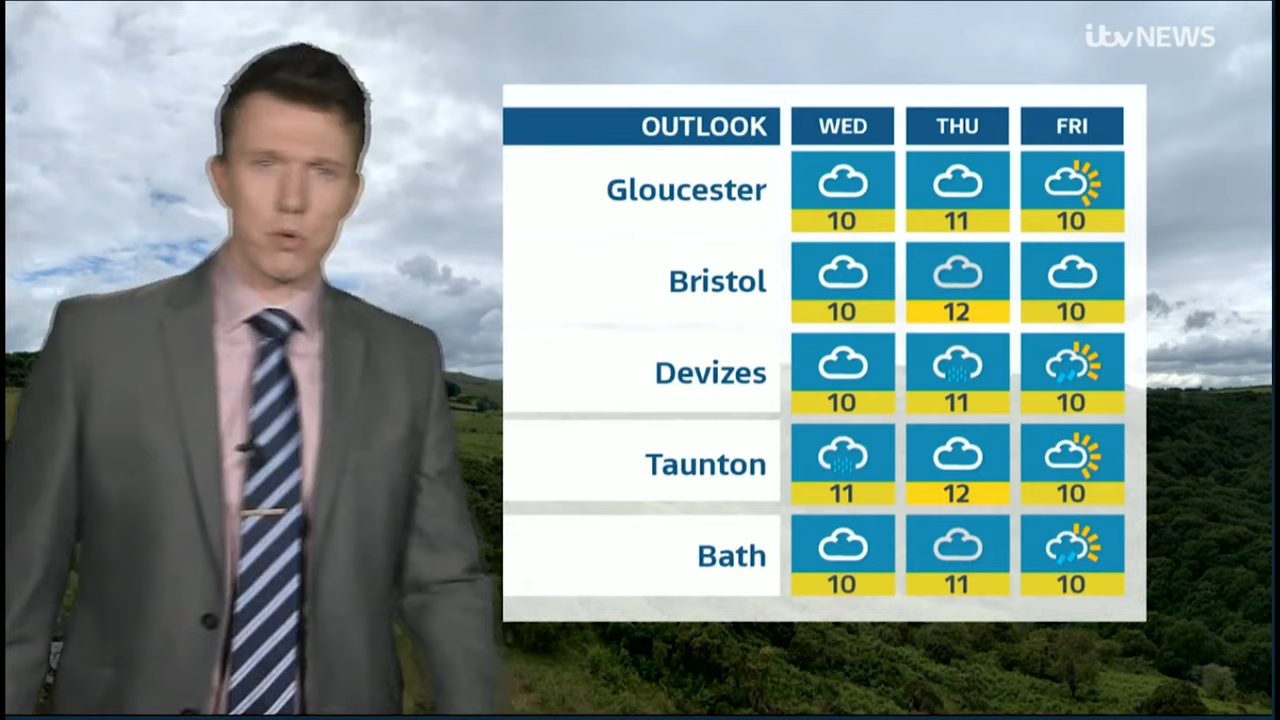 itv NEWS
OUTLOOK WED THU FRI
Gloucester 10 11 10
Bristol 10 12 10
Devizes 10 11 10
Taunton 11 12 10
Bath 10 11 10